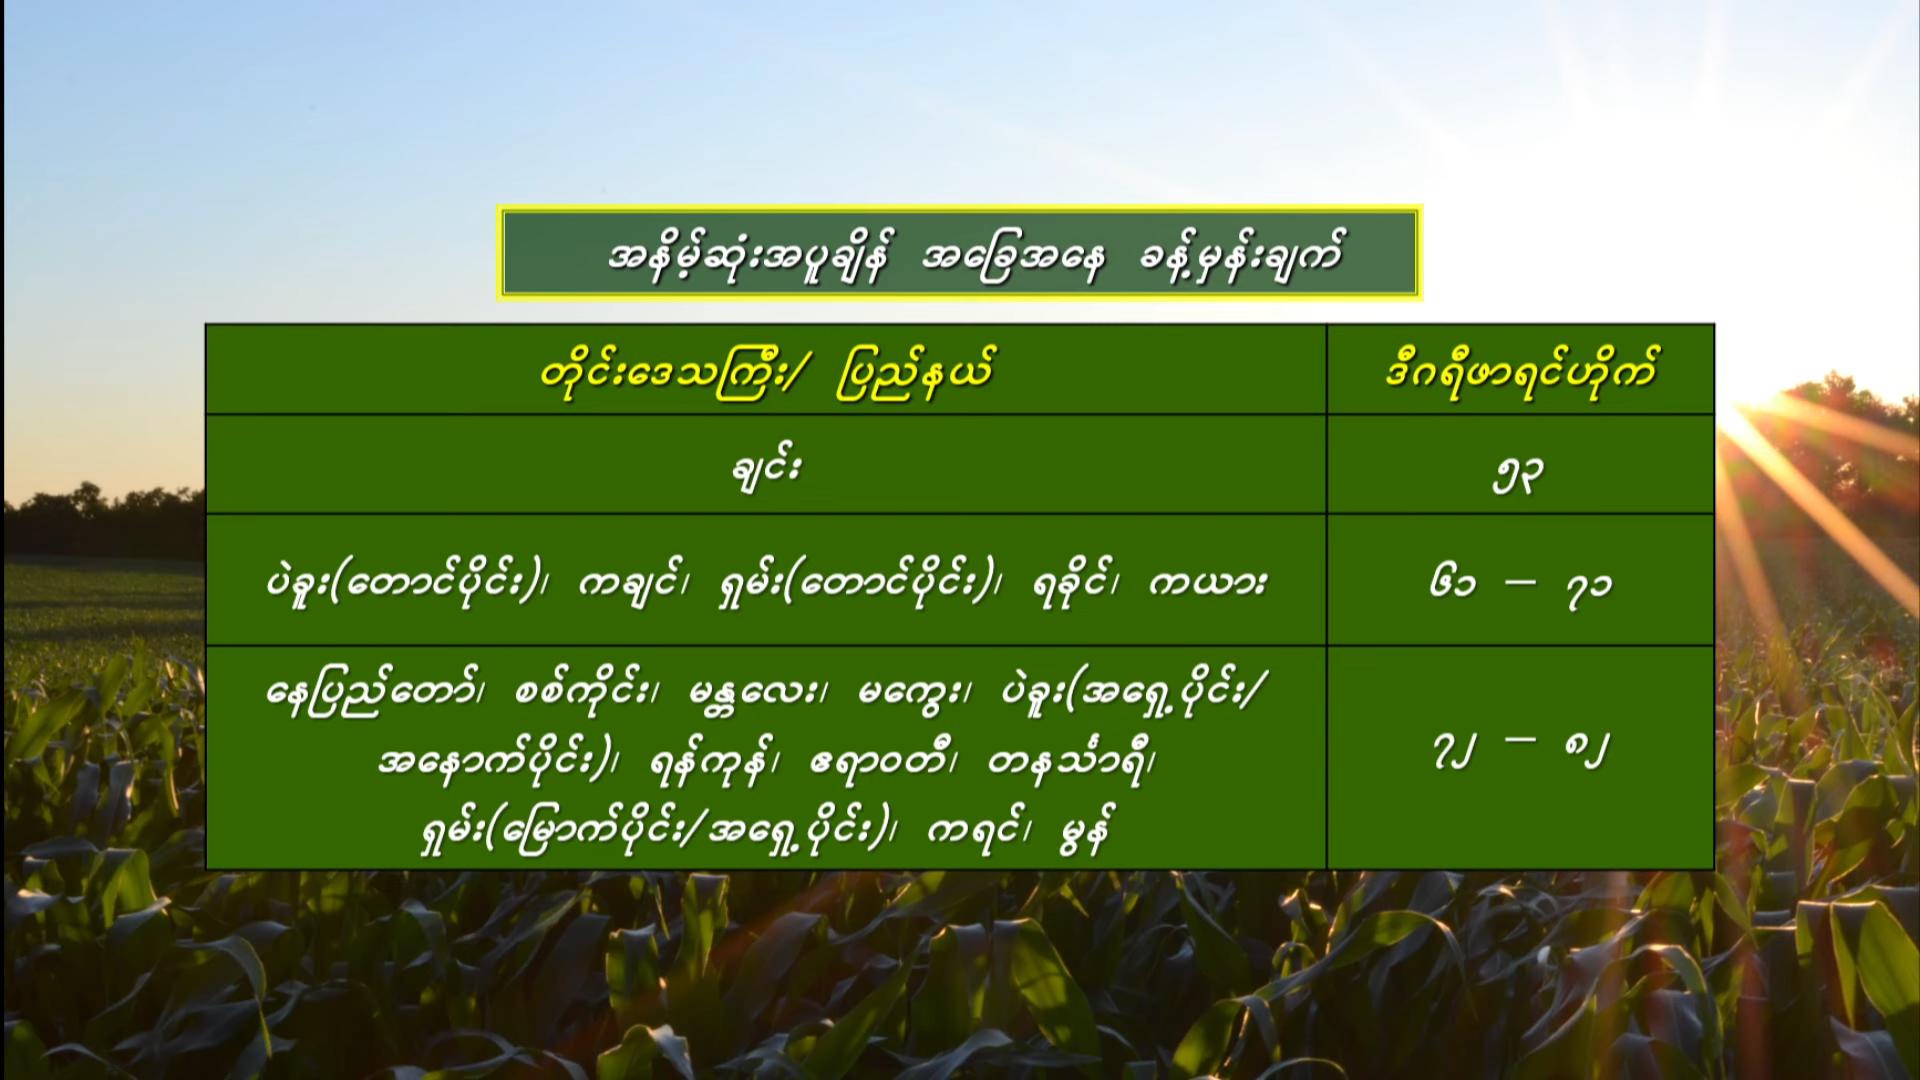 အနိမ့်ဆုံးအပူချိန် အခြေအနေ ခန့်မှန်းချက်
တိုင်းဒေသကြီး/ ပြည်နယ် ဒီဂရီဖာရင်ဟိုက်
ချင်း ၅၃
ပဲခူး(တောင်ပိုင်း)၊ ကချင်၊ ရှမ်း(တောင်ပိုင်း)၊ ရခိုင်၊ ကယား ၆၁ – ၇၁
နေပြည်တော်၊ စစ်ကိုင်း၊ မန္တလေး၊ မကွေး၊ ပဲခူး(အရှေ့ပိုင်း/
အနောက်ပိုင်း)၊ ရန်ကုန်၊ ဧရာဝတီ၊ တနင်္သာရီ၊
ရှမ်း(မြောက်ပိုင်း/အရှေ့ပိုင်း)၊ ကရင်၊ မွန်
၇၂ – ၈၂